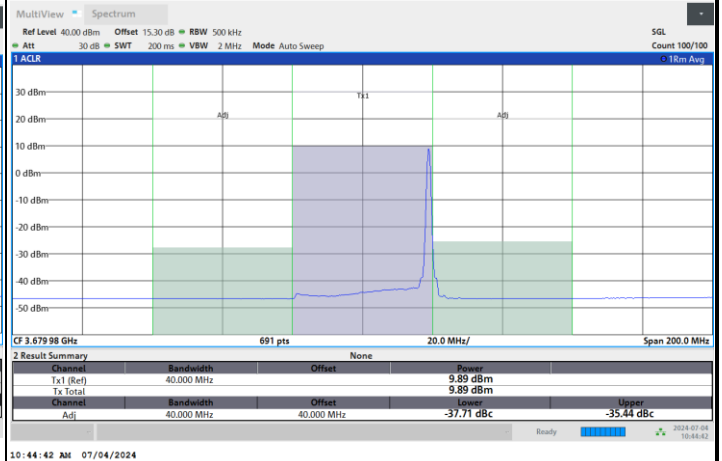 MultiView Spectrum
Ref Level 40.00 dBm Offset 15.30 dB RBW 500 kHz SGL
Att 30 dB SWT 200 ms VBW 2 MHz Mode Auto Sweep Count 100/100
1 ACLR 1Rm Avg
30 dBm Tx1
20 dBm Adj Adj
10 dBm
0 dBm
-10 dBm
-20 dBm
-30 dBm
-40 dBm
-50 dBm
CF 3.679 98 GHz 691 pts 20.0 MHz/ Span 200.0 MHz
2 Result Summary None
Channel Bandwidth Offset Power
Tx1 (Ref) 40.000 MHz 9.89 dBm
Tx Total 9.89 dBm
Channel Bandwidth Offset Lower Upper
Adj 40.000 MHz 40.000 MHz -37.71 dBc -35.44 dBc
Ready 2024-07-04
10:44:42
10:44:42 AM 07/04/2024